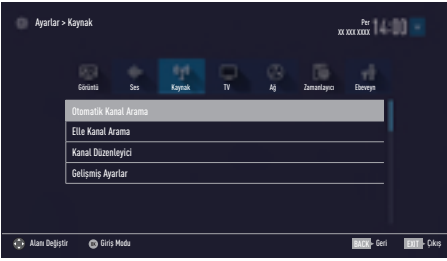 Ayarlar > Kaynak
Per
xx xxx xxxx
14:00
Görüntü Ses Kaynak TV Ağ Zamanlayıcı Ebeveyn
Otomatik Kanal Arama
Elle Kanal Arama
Kanal Düzenleyici
Gelişmiş Ayarlar
Alanı Değiştir OK Giriş Modu BACK - Geri EXIT - Çıkış